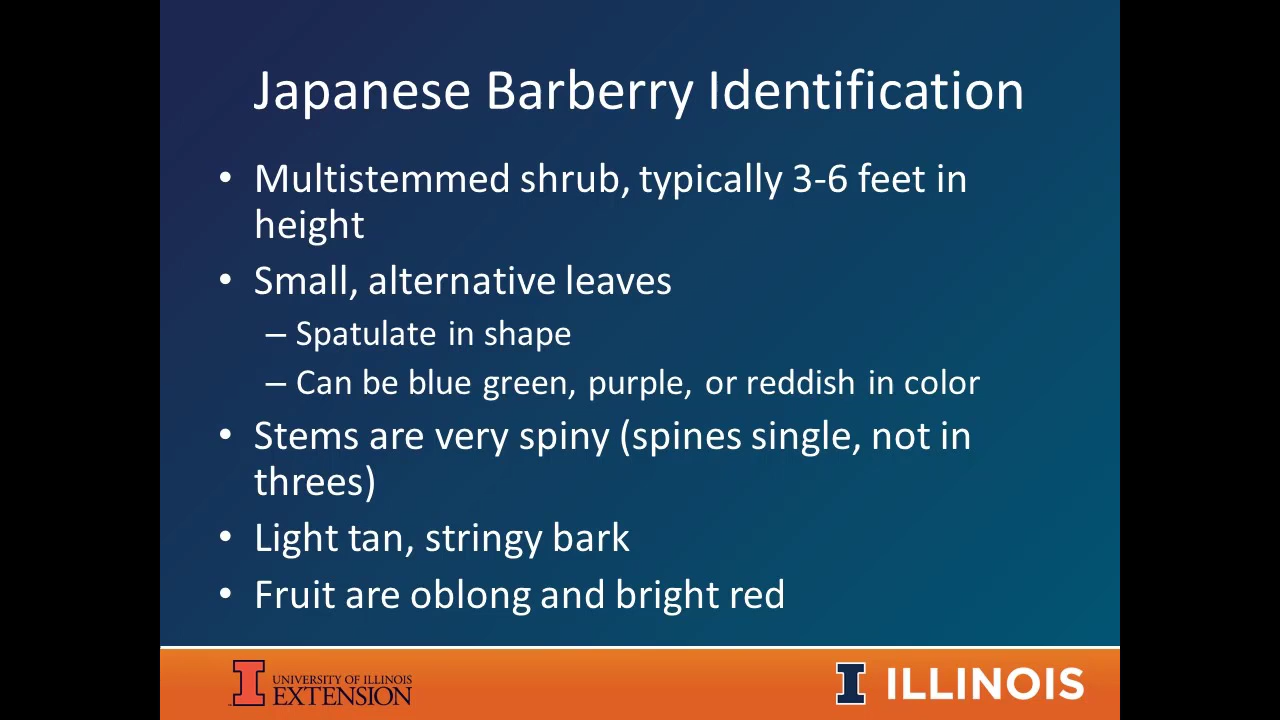 Japanese Barberry Identification
• Multistemmed shrub, typically 3-6 feet in
height
• Small, alternative leaves
– Spatulate in shape
– Can be blue green, purple, or reddish in color
• Stems are very spiny (spines single, not in
threes)
• Light tan, stringy bark
• Fruit are oblong and bright red
UNIVERSITY OF ILLINOIS
EXTENSION
ILLINOIS